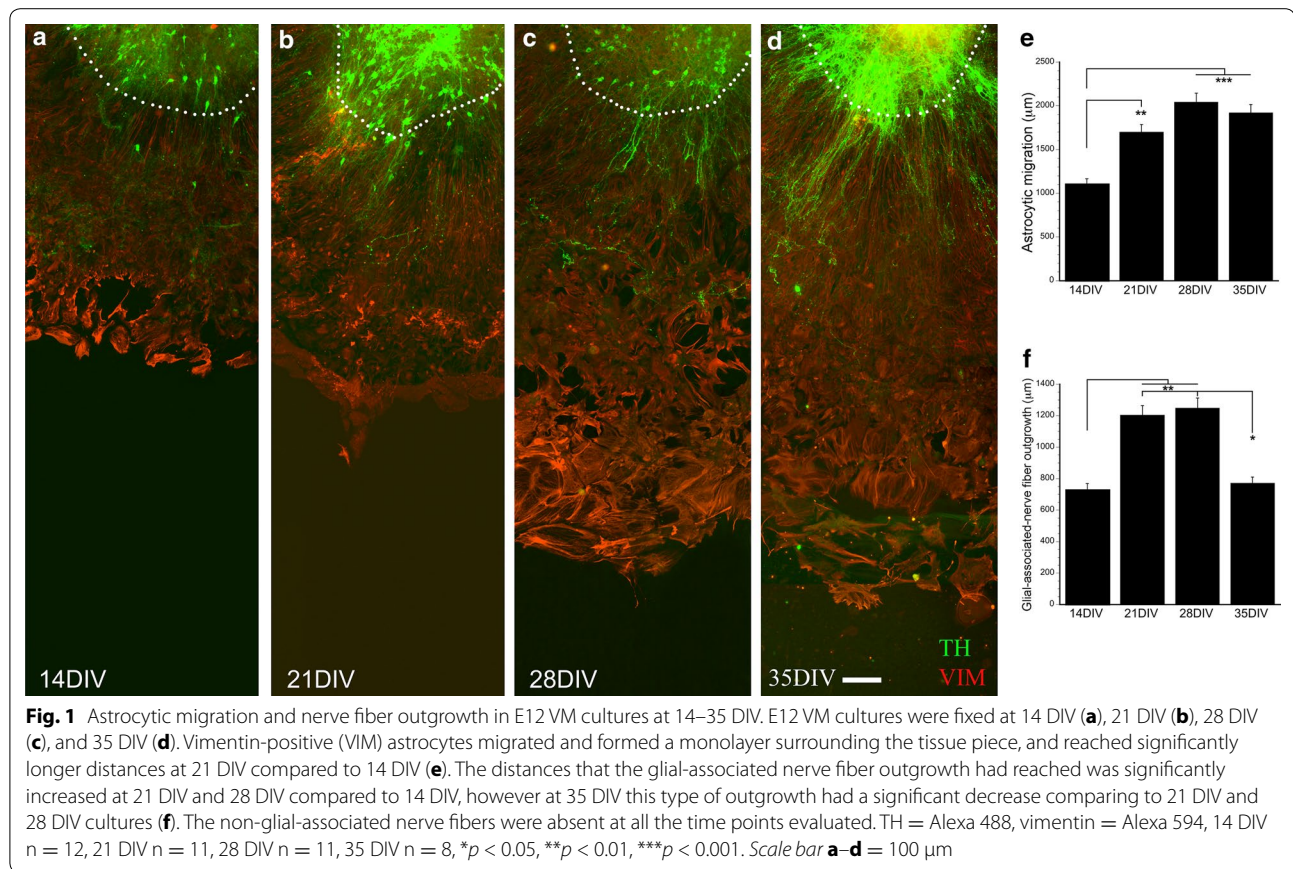 a
b
c
d
14DIV
21DIV
28DIV
35DIV
TH
VIM
e
Astrocytic migration (μm)
2500
2000
1500
1000
500
0
**
***
14DIV 21DIV 28DIV 35DIV
f
Glial-associated-nerve fiber outgrowth (μm)
1400
1200
1000
800
600
400
200
0
**
*
14DIV 21DIV 28DIV 35DIV
Fig. 1 Astrocytic migration and nerve fiber outgrowth in E12 VM cultures at 14–35 DIV. E12 VM cultures were fixed at 14 DIV (a), 21 DIV (b), 28 DIV
(c), and 35 DIV (d). Vimentin-positive (VIM) astrocytes migrated and formed a monolayer surrounding the tissue piece, and reached significantly
longer distances at 21 DIV compared to 14 DIV (e). The distances that the glial-associated nerve fiber outgrowth had reached was significantly
increased at 21 DIV and 28 DIV compared to 14 DIV, however at 35 DIV this type of outgrowth had a significant decrease comparing to 21 DIV and
28 DIV cultures (f). The non-glial-associated nerve fibers were absent at all the time points evaluated. TH = Alexa 488, vimentin = Alexa 594, 14 DIV
n = 12, 21 DIV n = 11, 28 DIV n = 11, 35 DIV n = 8, *p < 0.05, **p < 0.01, ***p < 0.001. Scale bar a–d = 100 μm